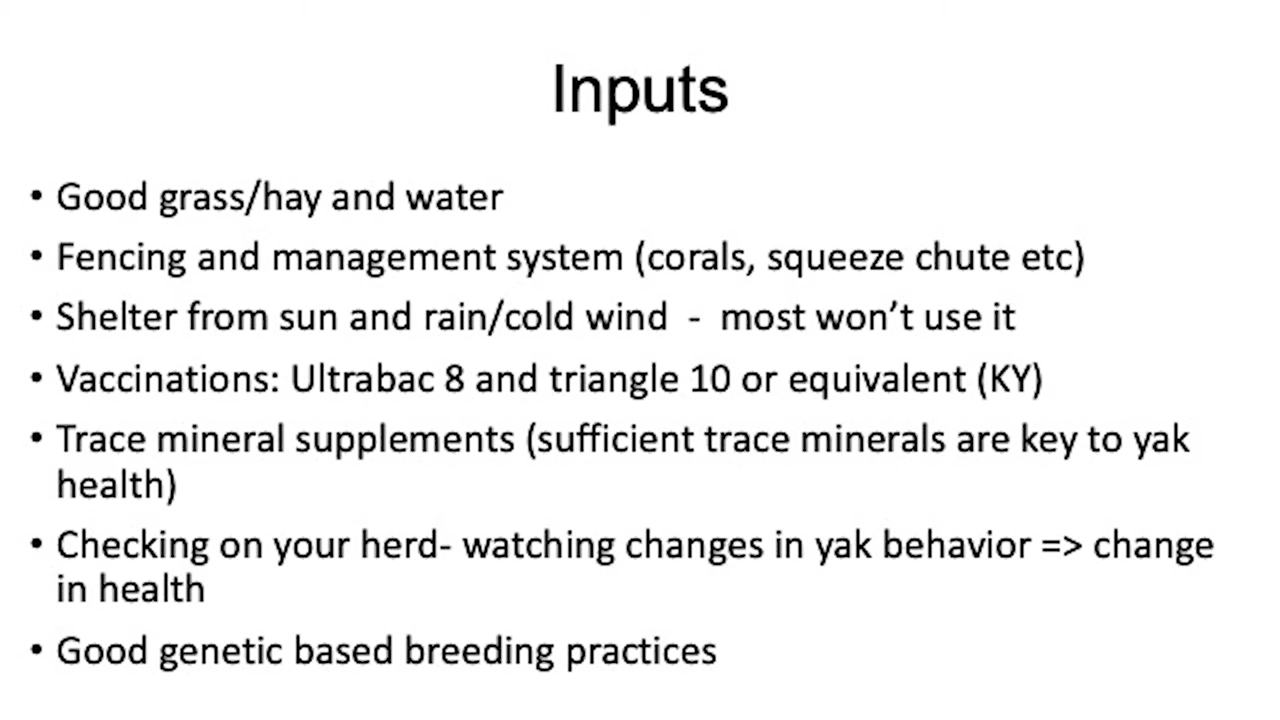 Inputs
• Good grass/hay and water
• Fencing and management system (corals, squeeze chute etc)
• Shelter from sun and rain/cold wind  -  most won’t use it
• Vaccinations: Ultrabac 8 and triangle 10 or equivalent (KY)
• Trace mineral supplements (sufficient trace minerals are key to yak
health)
• Checking on your herd- watching changes in yak behavior => change
in health
• Good genetic based breeding practices